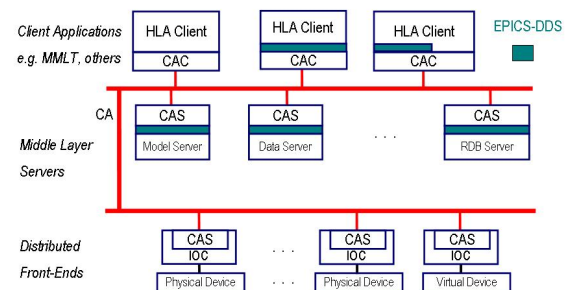 Client Applications
e.g. MMLT, others
HLA Client
CAC
HLA Client
CAC
HLA Client
CAC
EPICS-DDS
CA
Middle Layer
Servers
CAS
Model Server
CAS
Data Server
. . .
CAS
RDB Server
Distributed
Front-Ends
CAS
IOC
Physical Device
. . .
. . .
CAS
IOC
Physical Device
CAS
IOC
Virtual Device